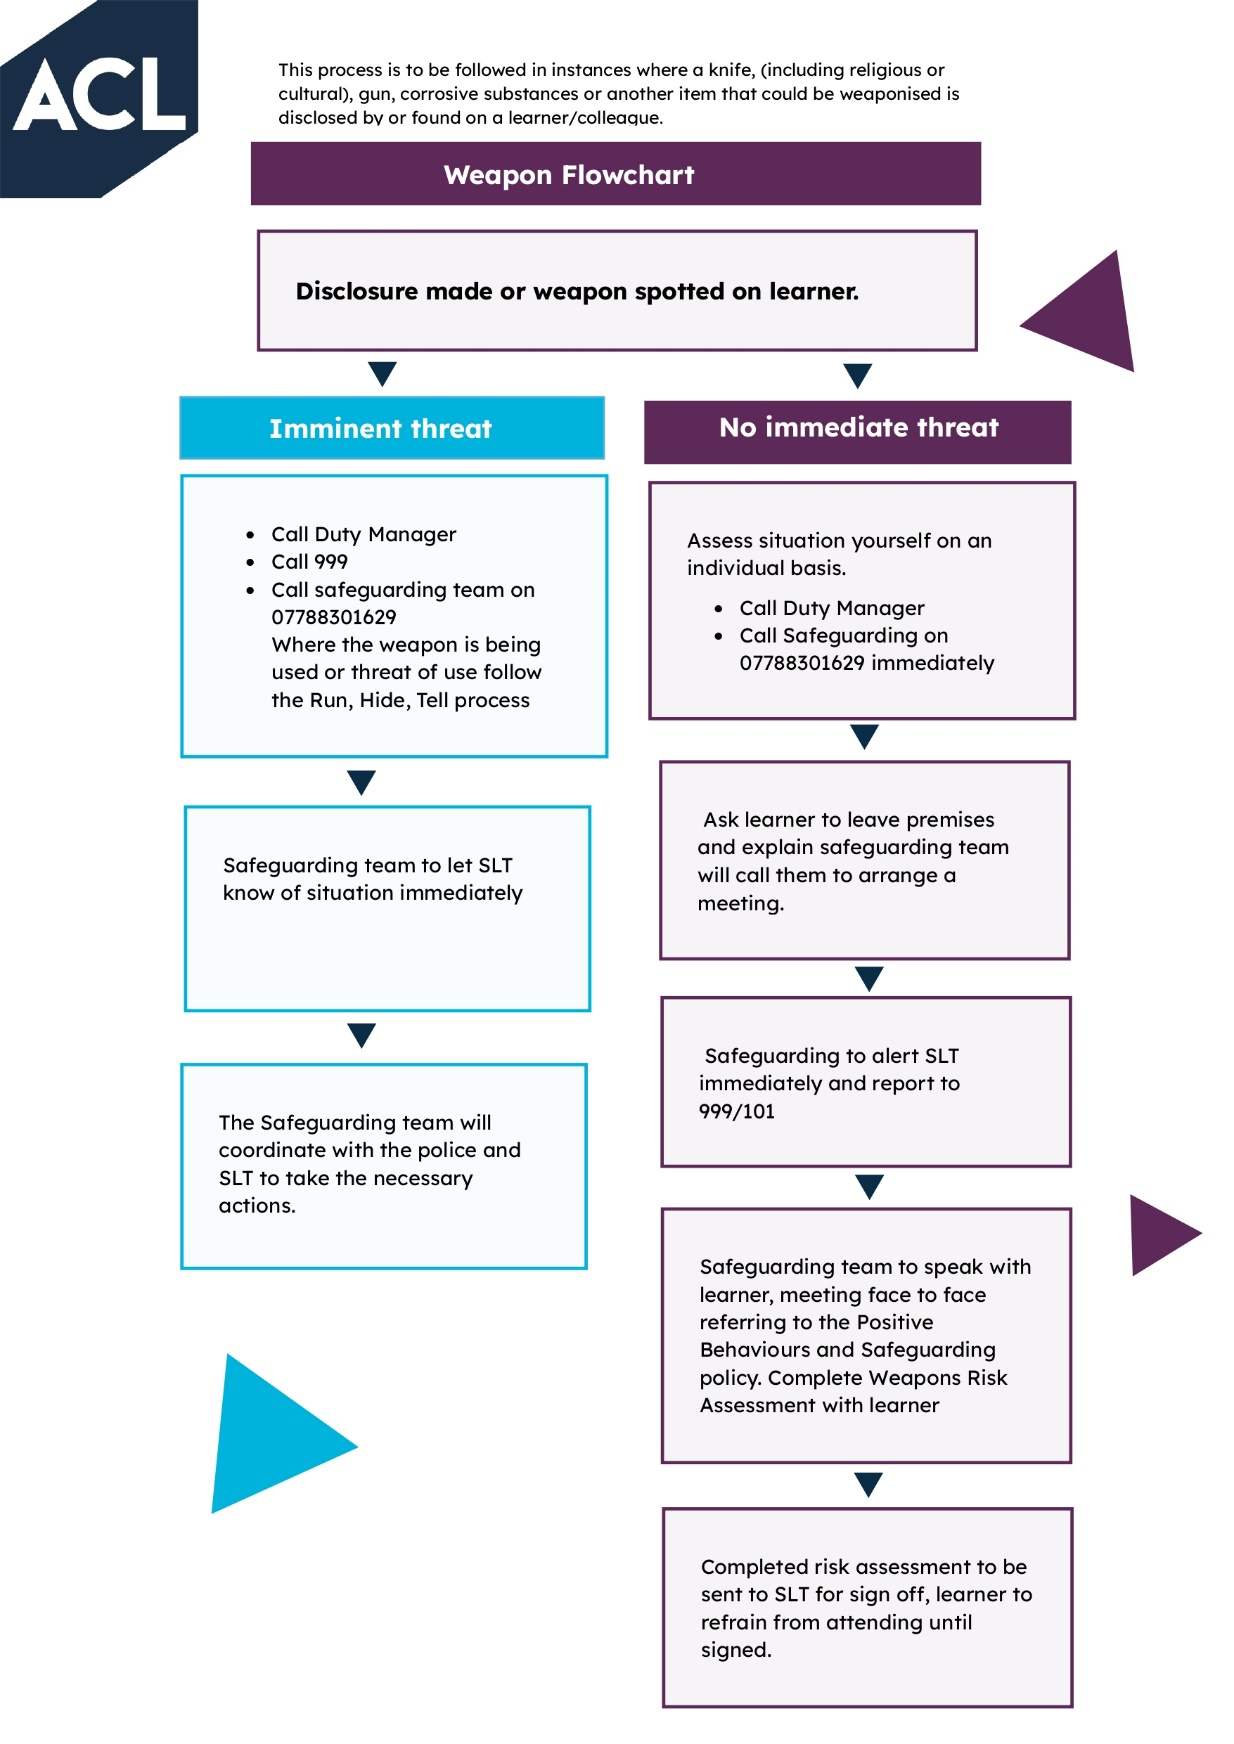 ACL
This process is to be followed in instances where a knife, (including religious or
cultural), gun, corrosive substances or another item that could be weaponised is
disclosed by or found on a learner/colleague.
Weapon Flowchart
Disclosure made or weapon spotted on learner.
Imminent threat
• Call Duty Manager
• Call 999
• Call safeguarding team on
07788301629
Where the weapon is being
used or threat of use follow
the Run, Hide, Tell process
Safeguarding team to let SLT
know of situation immediately
The Safeguarding team will
coordinate with the police and
SLT to take the necessary
actions.
No immediate threat
Assess situation yourself on an
individual basis.
• Call Duty Manager
• Call Safeguarding on
07788301629 immediately
Ask learner to leave premises
and explain safeguarding team
will call them to arrange a
meeting.
Safeguarding to alert SLT
immediately and report to
999/101
Safeguarding team to speak with
learner, meeting face to face
referring to the Positive
Behaviours and Safeguarding
policy. Complete Weapons Risk
Assessment with learner
Completed risk assessment to be
sent to SLT for sign off, learner to
refrain from attending until
signed.